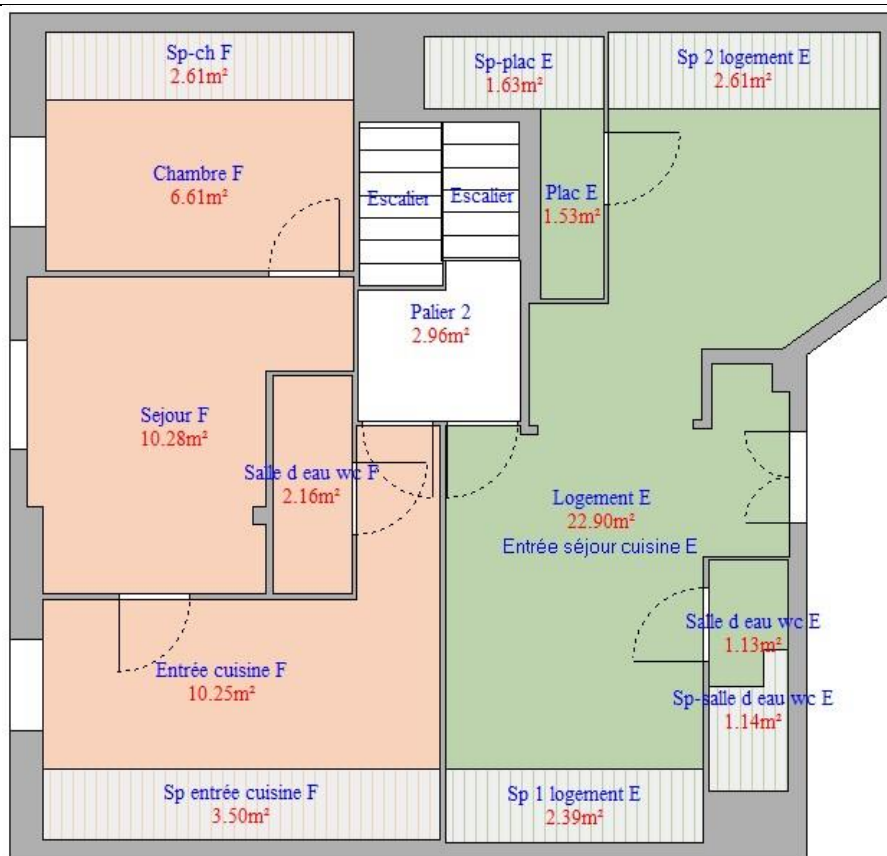 Sp-ch F
2.61m²
Sp-plac E
1.63m²
Sp 2 logement E
2.61m²
Chambre F
6.61m²
Escalier
Escalier
Plac E
1.53m²
Palier 2
2.96m²
Sejour F
10.28m²
Salle d eau wc F
2.16m²
Logement E
22.90m²
Entrée séjour cuisine E
Salle d eau wc E
1.13m²
Entrée cuisine F
10.25m²
Sp-salle d eau wc E
1.14m²
Sp entrée cuisine F
3.50m²
Sp 1 logement E
2.39m²